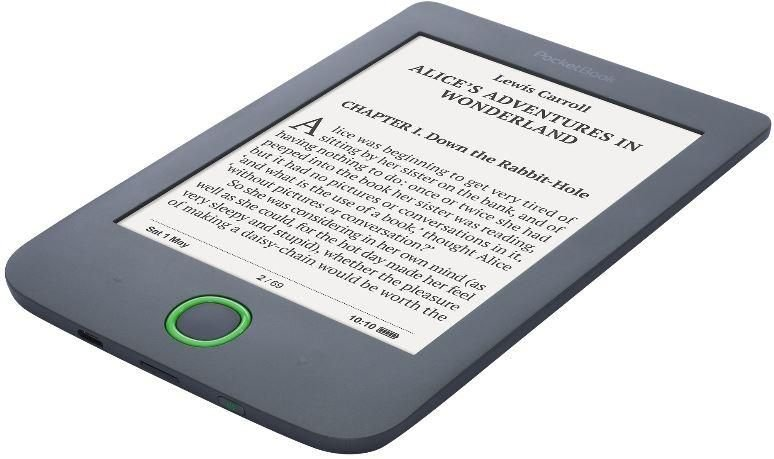 PocketBook
Lewis Carroll
ALICE'S ADVENTURES IN
WONDERLAND
CHAPTER I. Down the Rabbit-Hole
Alice was beginning to get very tired of
sitting by her sister on the bank, and of
having nothing to do: once or twice she had
peeped into the book her sister was reading,
but it had no pictures or conversations in it,
'and what is the use of a book,' thought Alice
'without pictures or conversation?'
So she was considering in her own mind (as
well as she could, for the hot day made her feel
very sleepy and stupid), whether the pleasure
of making a daisy-chain would be worth the
Sat 1 May
2 / 69
10:10